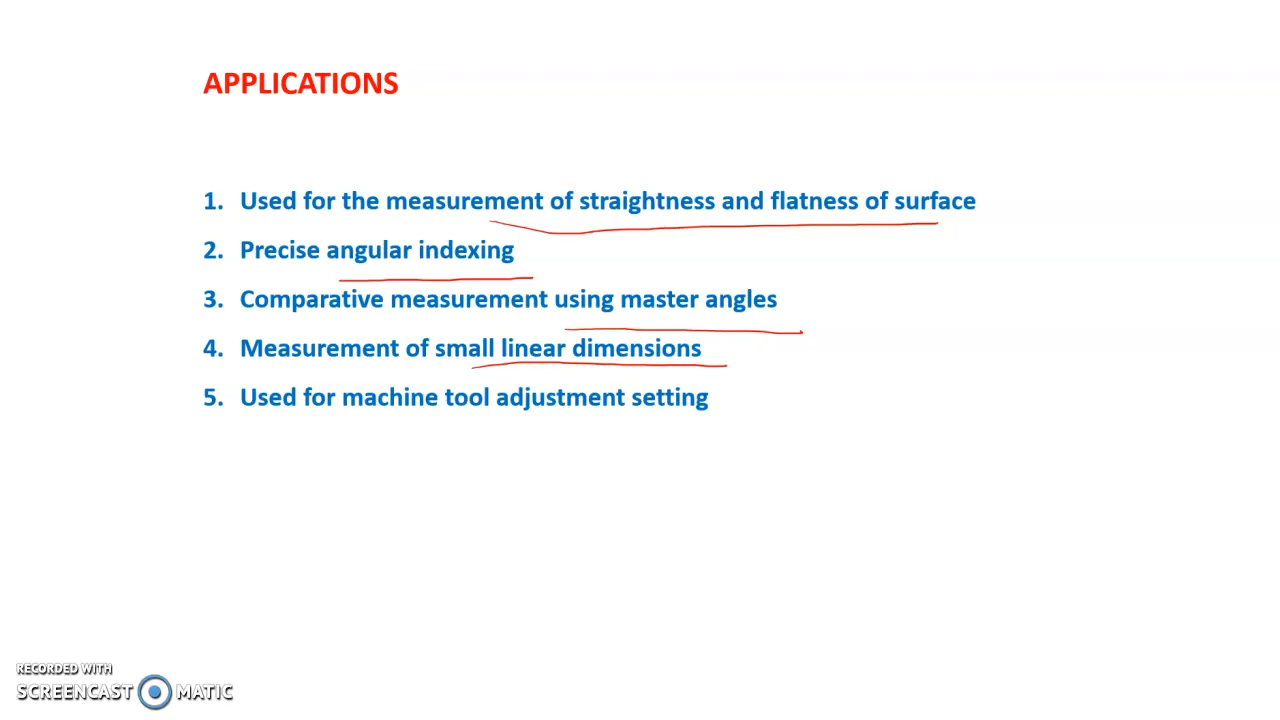 APPLICATIONS
1. Used for the measurement of straightness and flatness of surface
2. Precise angular indexing
3. Comparative measurement using master angles
4. Measurement of small linear dimensions
5. Used for machine tool adjustment setting
RECORDED WITH
SCREENCAST MATIC